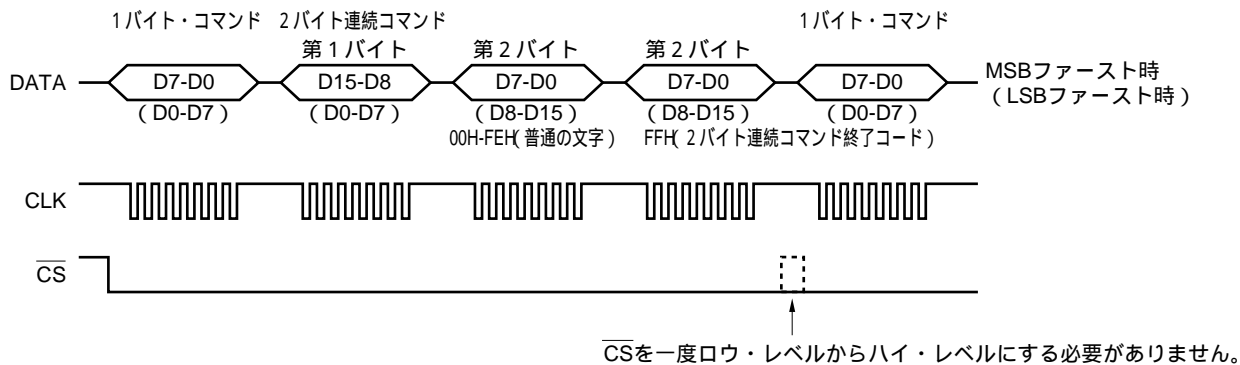 1バイト・コマンド 2バイト連続コマンド 1バイト・コマンド
第1バイト 第2バイト 第2バイト
DATA D7-D0 D15-D8 D7-D0 D7-D0 D7-D0 MSBファースト時
(D0-D7) (D0-D7) (D8-D15) (D8-D15) (D0-D7) (LSBファースト時)
00H-FEH(普通の文字) FFH(2バイト連続コマンド終了コード)
CLK
CS
CSを一度ロウ・レベルからハイ・レベルにする必要がありません。